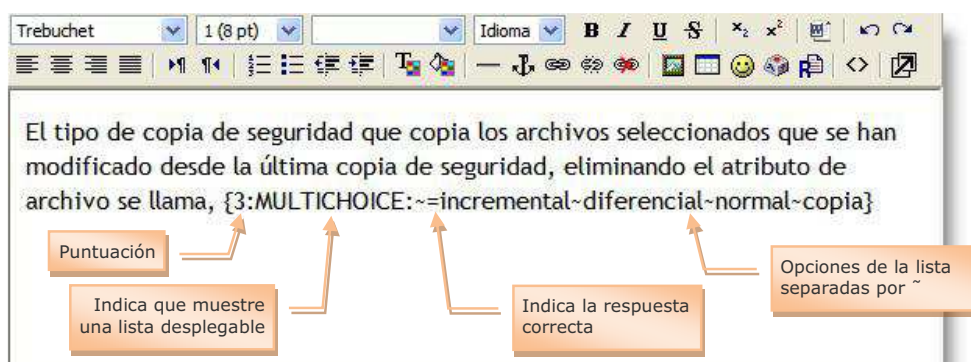 Trebuchet 1 (8 pt) Idioma B I U S x₂ x²
El tipo de copia de seguridad que copia los archivos seleccionados que se han
modificado desde la última copia de seguridad, eliminando el atributo de
archivo se llama, {3:MULTICHOICE:~=incremental~diferencial~normal~copia}
Puntuación
Indica que muestre
una lista desplegable
Indica la respuesta
correcta
Opciones de la lista
separadas por ˜